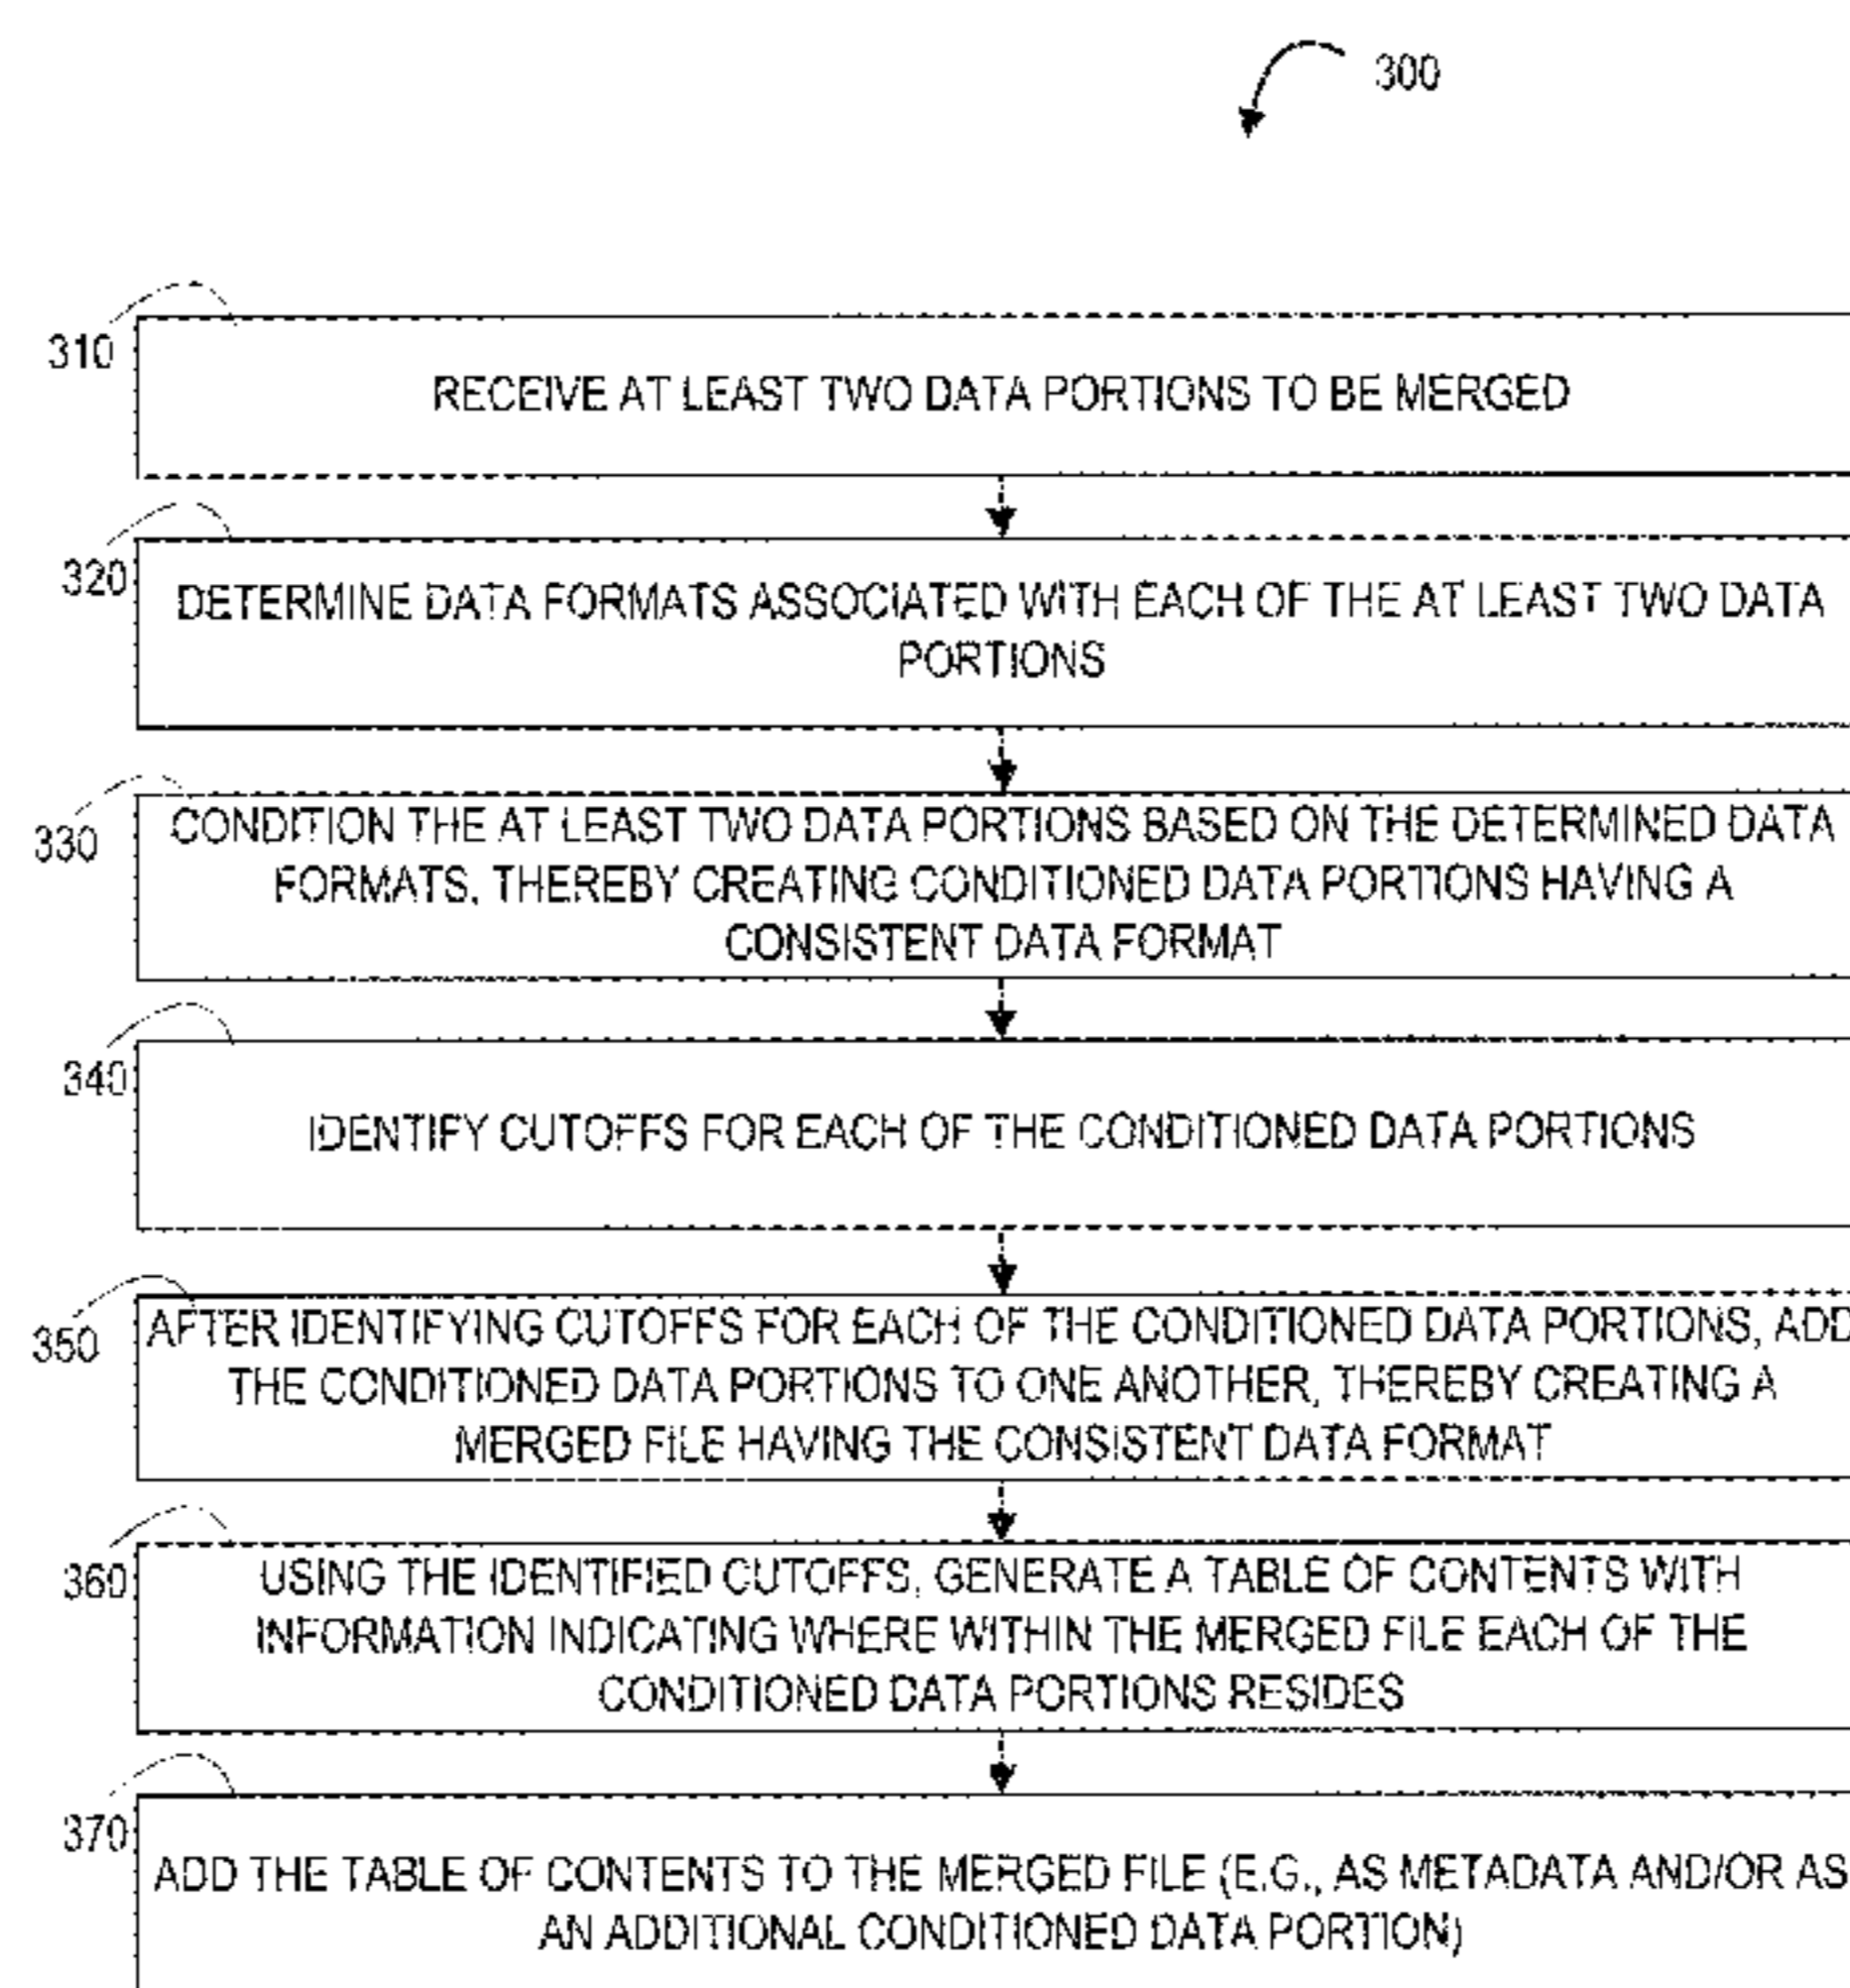 300
310
RECEIVE AT LEAST TWO DATA PORTIONS TO BE MERGED
320
DETERMINE DATA FORMATS ASSOCIATED WITH EACH OF THE AT LEAST TWO DATA
PORTIONS
330
CONDITION THE AT LEAST TWO DATA PORTIONS BASED ON THE DETERMINED DATA
FORMATS, THEREBY CREATING CONDITIONED DATA PORTIONS HAVING A
CONSISTENT DATA FORMAT
340
IDENTIFY CUTOFFS FOR EACH OF THE CONDITIONED DATA PORTIONS
350
AFTER IDENTIFYING CUTOFFS FOR EACH OF THE CONDITIONED DATA PORTIONS, ADD
THE CONDITIONED DATA PORTIONS TO ONE ANOTHER, THEREBY CREATING A
MERGED FILE HAVING THE CONSISTENT DATA FORMAT
360
USING THE IDENTIFIED CUTOFFS, GENERATE A TABLE OF CONTENTS WITH
INFORMATION INDICATING WHERE WITHIN THE MERGED FILE EACH OF THE
CONDITIONED DATA PORTIONS RESIDES
370
ADD THE TABLE OF CONTENTS TO THE MERGED FILE (E.G., AS METADATA AND/OR AS
AN ADDITIONAL CONDITIONED DATA PORTION)